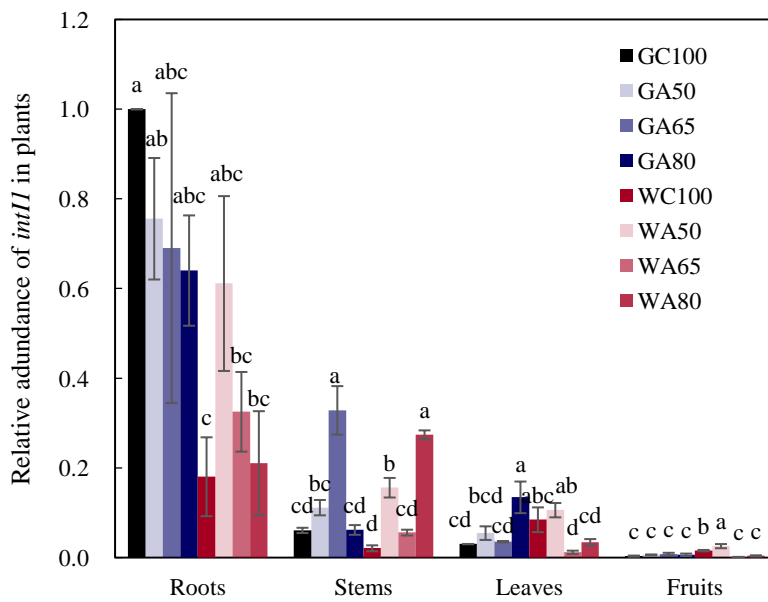 Relative adundance of intI1 in plants
1.2
1.0
0.8
0.6
0.4
0.2
0.0
a
ab
abc
abc
c
abc
bc
bc
cd
bc
a
cd
d
b
cd
a
cd
bcd
cd
a
abc
ab
d
cd
c
c
c
c
b
a
c
c
Roots
Stems
Leaves
Fruits
GC100
GA50
GA65
GA80
WC100
WA50
WA65
WA80